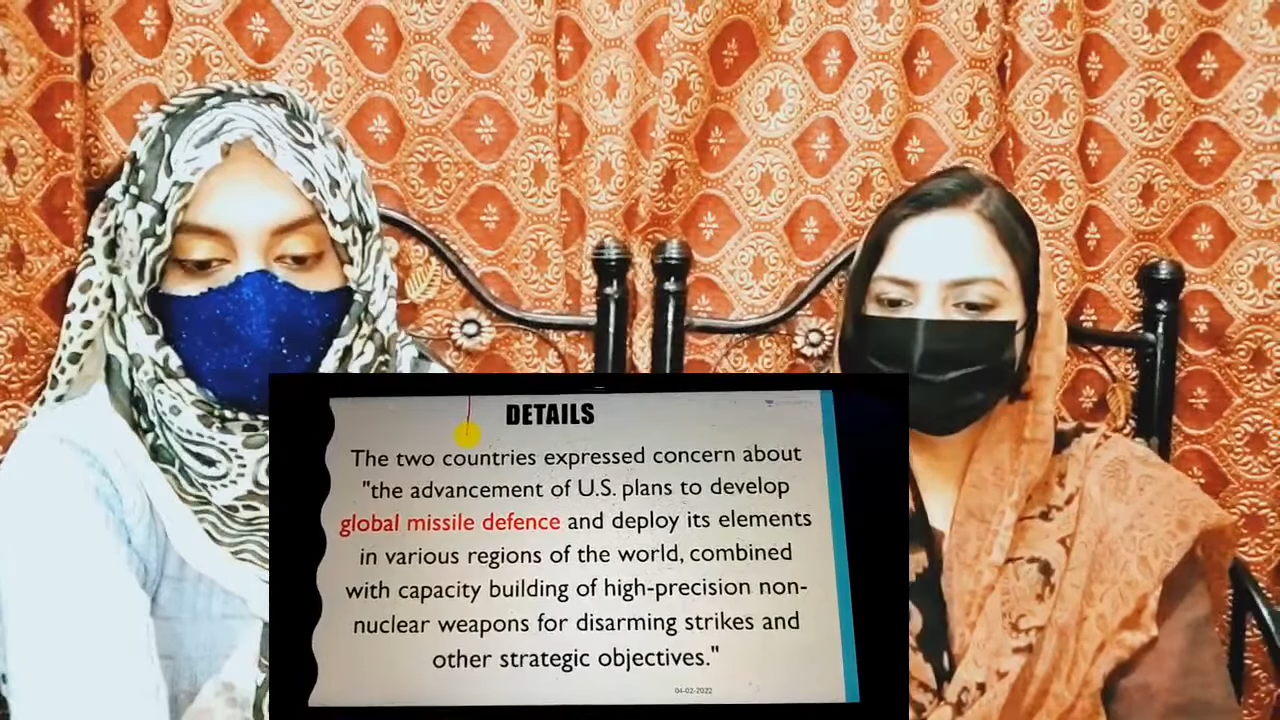 DETAILS
The two countries expressed concern about
"the advancement of U.S. plans to develop
global missile defence and deploy its elements
in various regions of the world, combined
with capacity building of high-precision non-
nuclear weapons for disarming strikes and
other strategic objectives."
04-02-2022